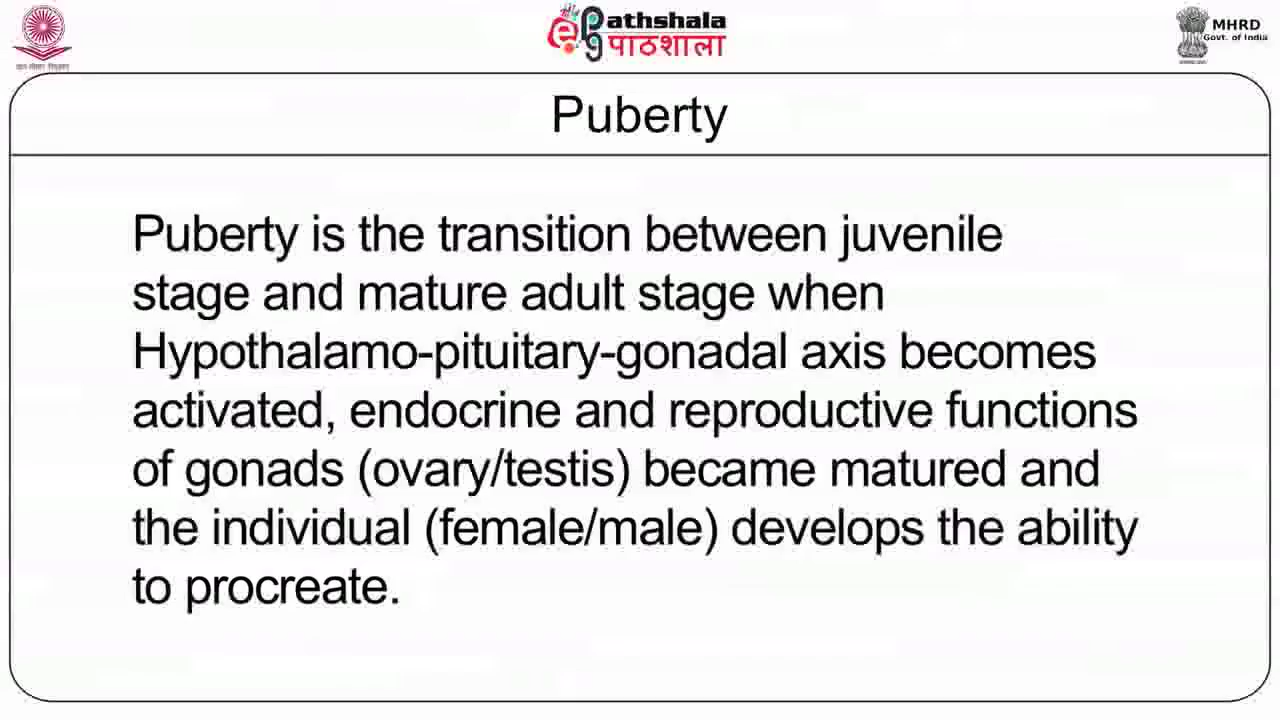 athshala
पाठशाला
MHRD
Govt. of India
Puberty
Puberty is the transition between juvenile
stage and mature adult stage when
Hypothalamo-pituitary-gonadal axis becomes
activated, endocrine and reproductive functions
of gonads (ovary/testis) became matured and
the individual (female/male) develops the ability
to procreate.